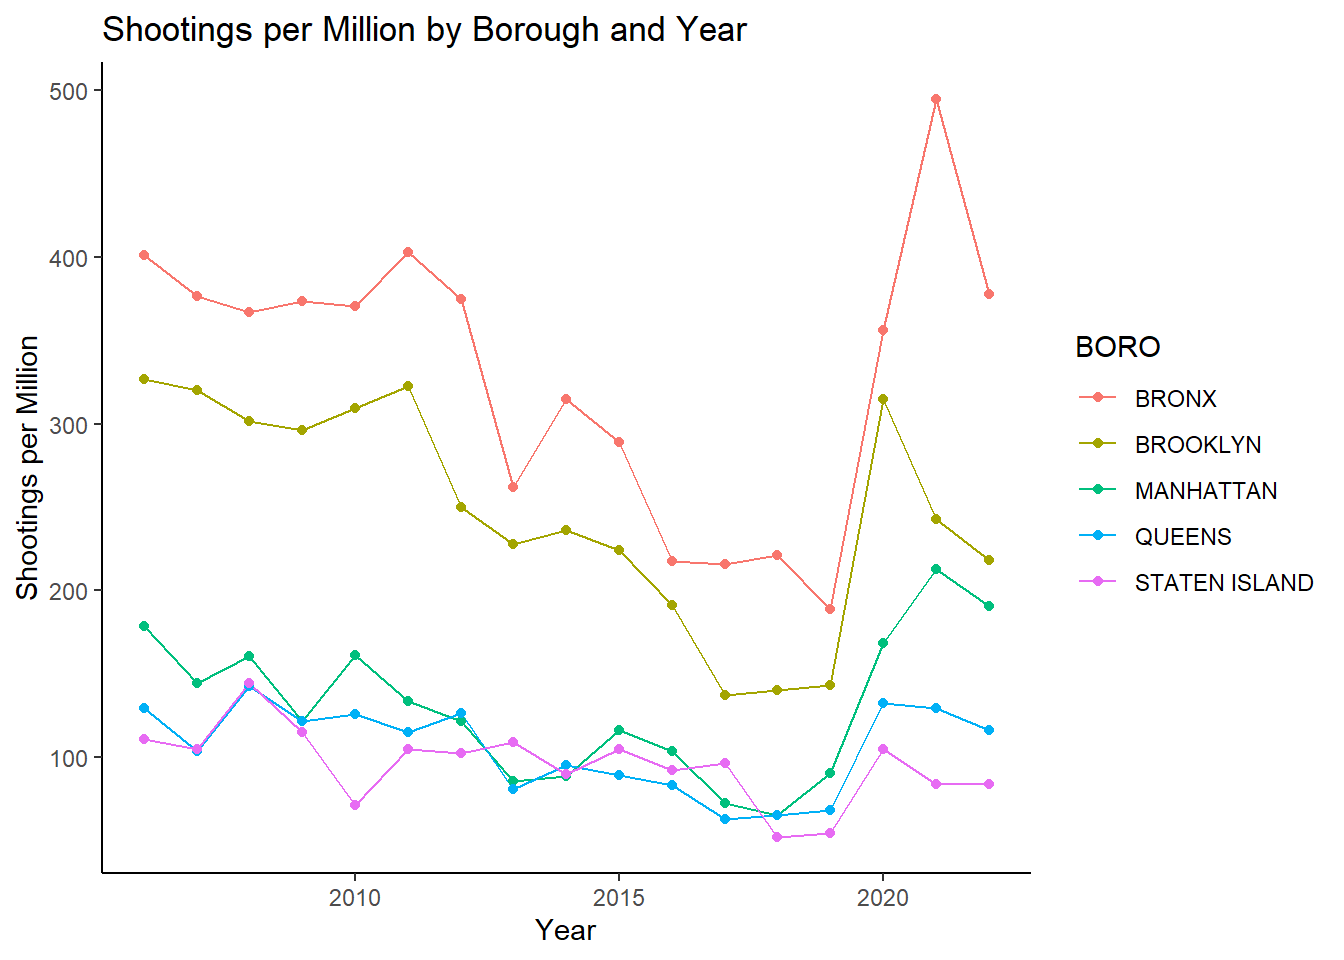 Shootings per Million by Borough and Year
500
400
300
200
100
Shootings per Million
2010
2015
2020
Year
BORO
BRONX
BROOKLYN
MANHATTAN
QUEENS
STATEN ISLAND